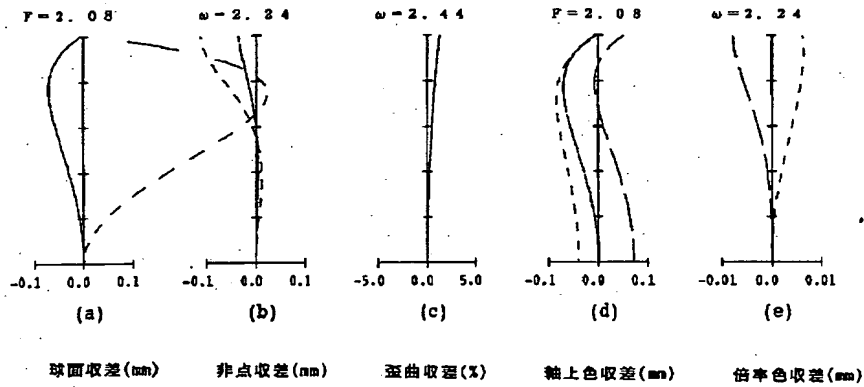 F=2.08 ω=2.24 ω=2.44 F=2.08 ω=2.24
-0.1 0.0 0.1 -0.1 0.0 0.1 -5.0 0.0 5.0 -0.1 0.0 0.1 -0.01 0.0 0.01
(a) (b) (c) (d) (e)
球面収差(mm) 非点収差(mm) 歪曲収差(%) 軸上色収差(mm) 倍率色収差(mm)